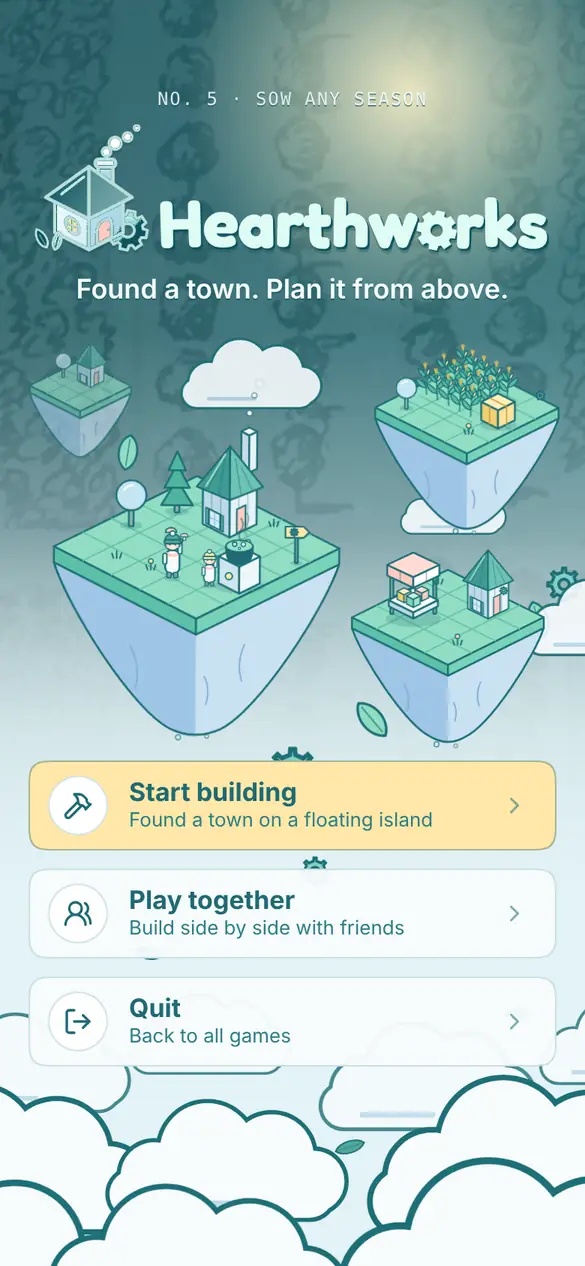 NO. 5 · SOW ANY SEASON
Hearthworks
Found a town. Plan it from above.
Start building
Found a town on a floating island
Play together
Build side by side with friends
Quit
Back to all games